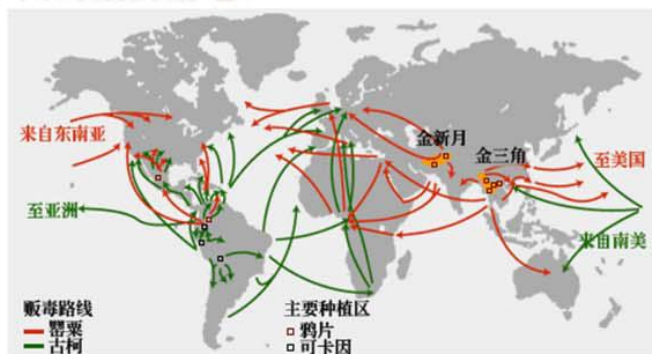 金新月
金三角
来自东南亚
至美国
至亚洲
来自南美
贩毒路线
罂粟
古柯
主要种植区
鸦片
可卡因